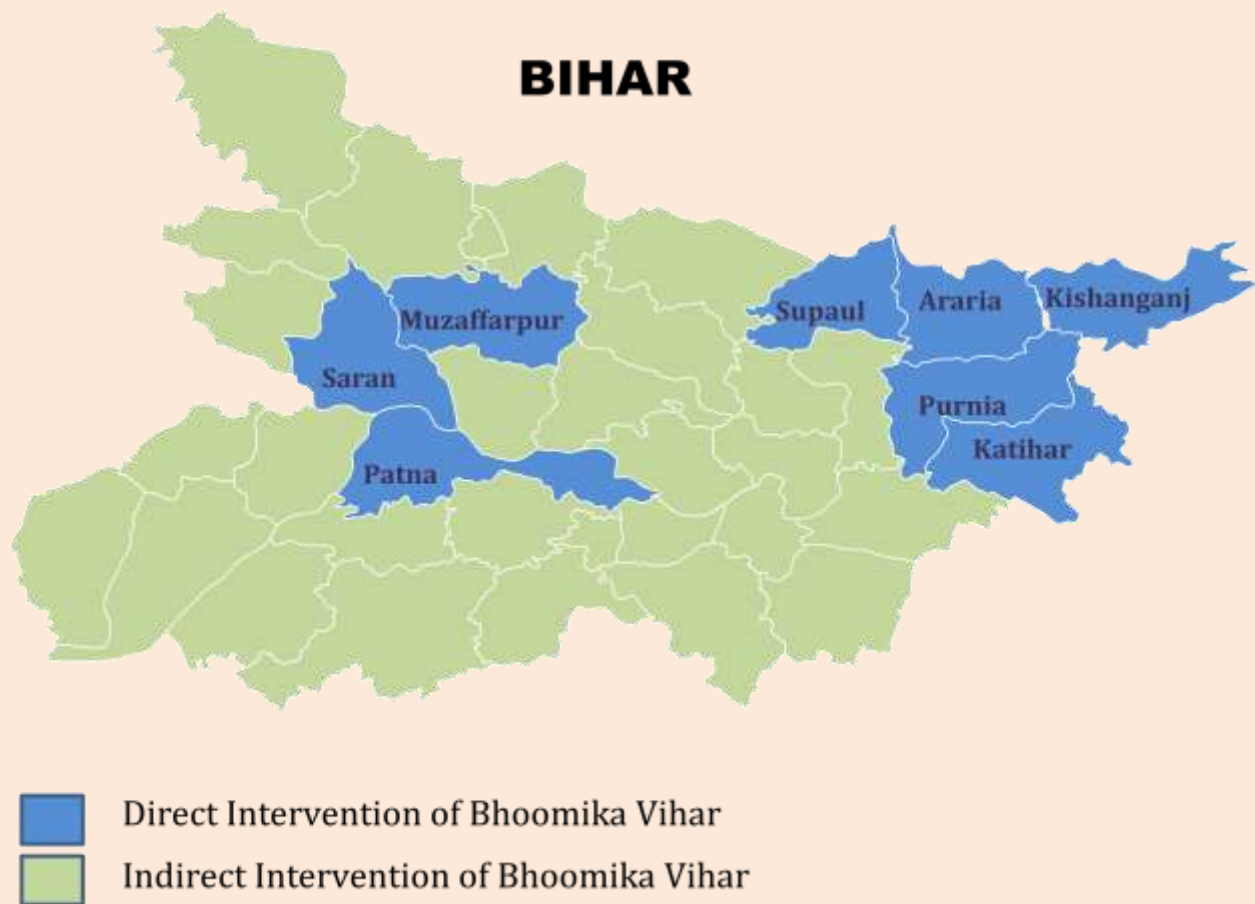 BIHAR
Supaul
Araria
Kishanganj
Muzaffarpur
Saran
Purnia
Katihar
Patna
Direct Intervention of Bhoomika Vihar
Indirect Intervention of Bhoomika Vihar